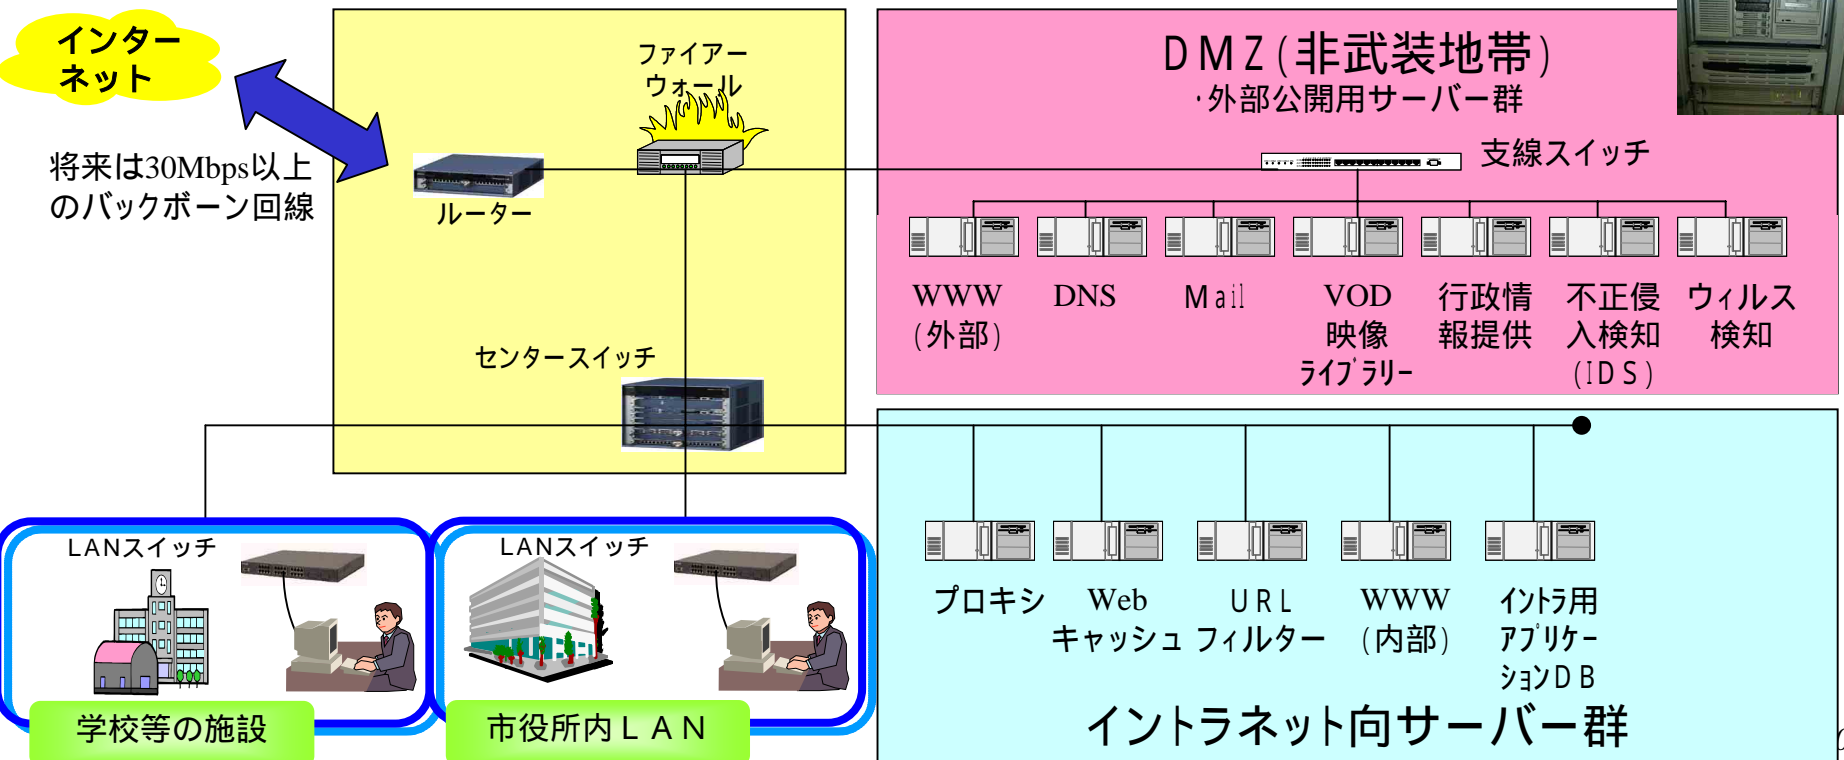 インター
ネット
将来は30Mbps以上
のバックボーン回線
ファイアー
ウォール
ルーター
センタースイッチ
DMZ(非武装地帯)
・外部公開用サーバー群
支線スイッチ
WWW
(外部)
DNS
Mail
VOD
映像
ライブラリー
行政情
報提供
不正侵
入検知
(IDS)
ウィルス
検知
LANスイッチ
学校等の施設
LANスイッチ
市役所内LAN
プロキシ
Web
キャッシュ
URL
フィルター
WWW
(内部)
イントラ用
アプリケー
ションDB
イントラネット向サーバー群